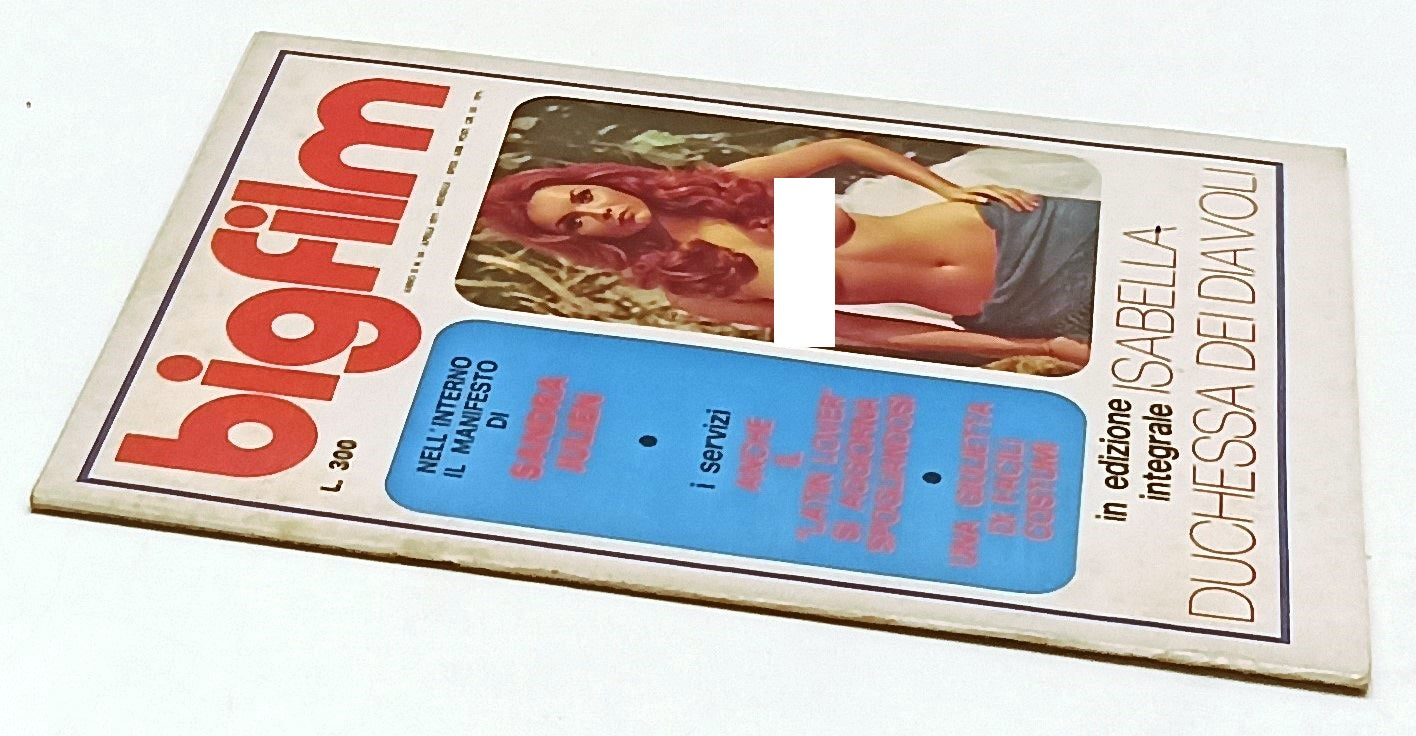 bigfilm
L. 300
NELL'INTERNO
IL MANIFESTO
DI
SANDRA
JULIEN
i servizi
ANCHE
IL
"LATIN LOVER"
SI AGGIORNA
SPOGLIANDOSI
UNA GIULIETTA
DI FACILI
COSTUMI
in edizione
integrale ISABELLA
DUCHESSA DEI DIAVOLI